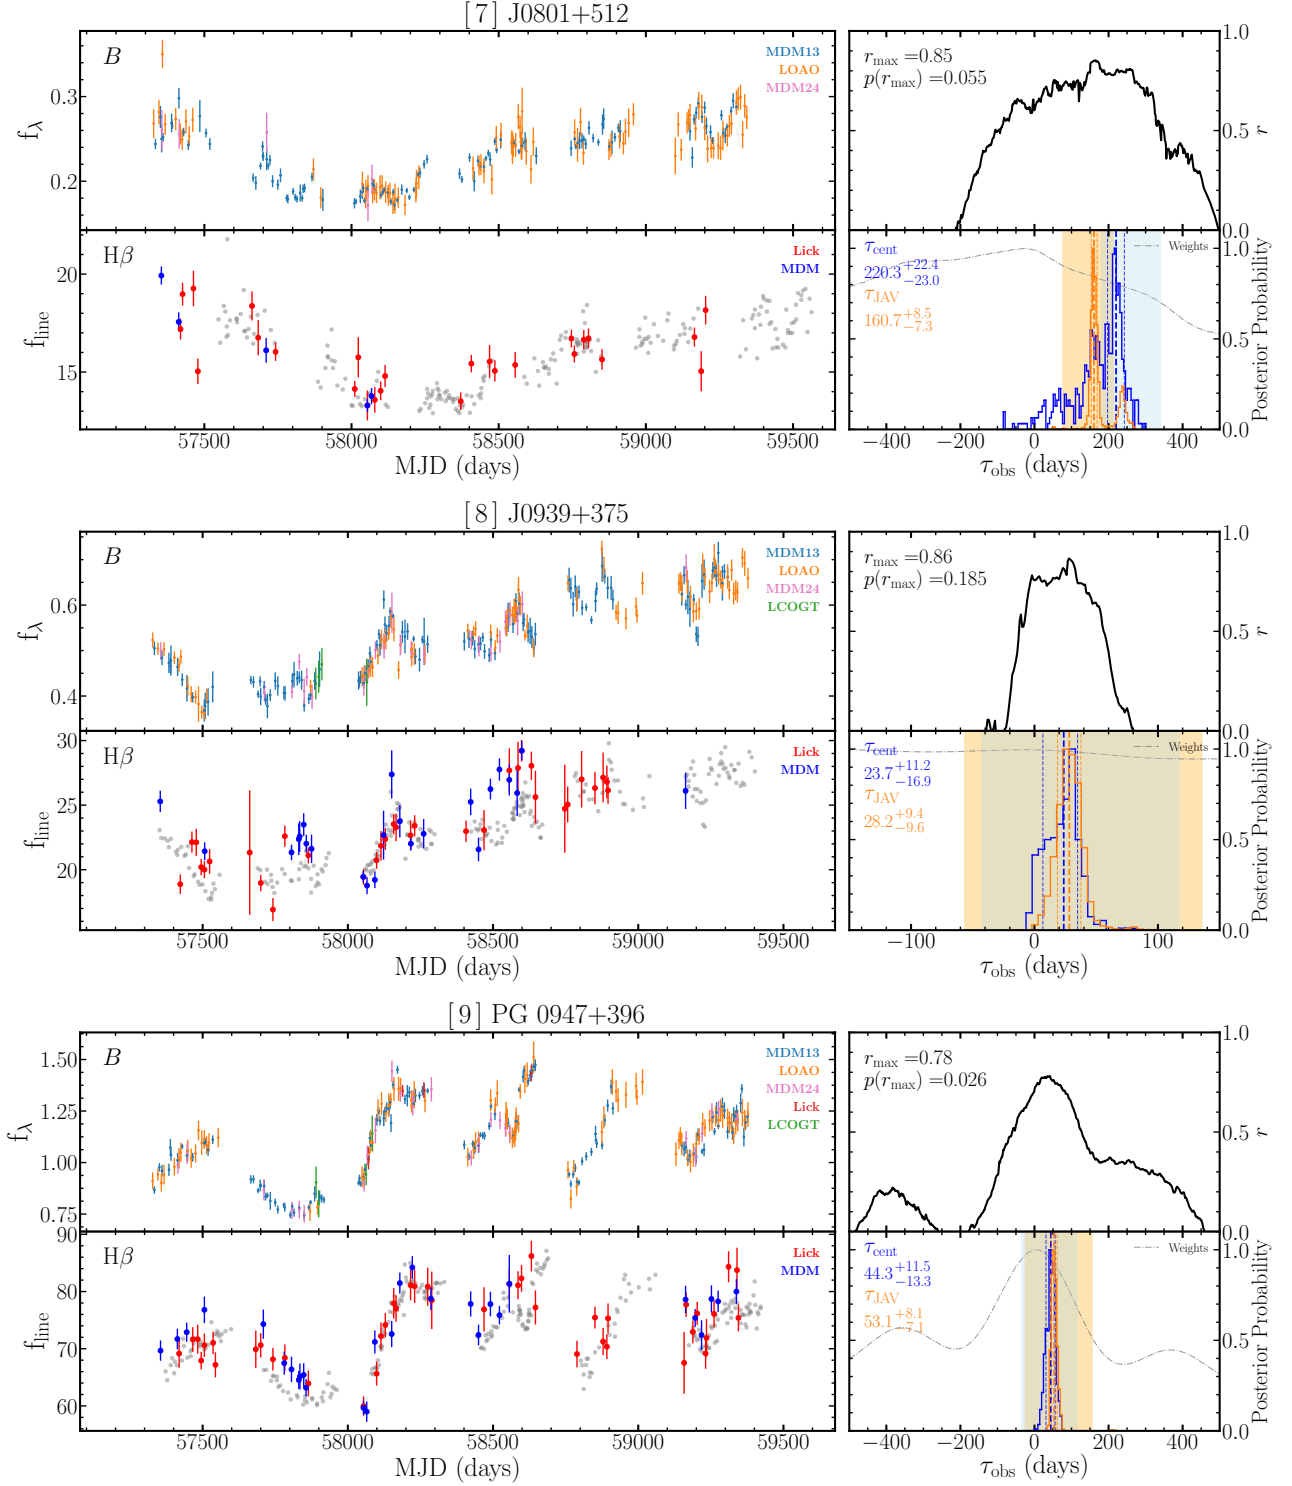 [7] J0801+512
B
MDM13
LOAO
MDM24
0.3
0.2
f_λ
r_max =0.85
p(r_max) =0.055
1.0
0.5
0.0
r
Hβ
Lick
MDM
20
15
f_line
57500 58000 58500 59000 59500
MJD (days)
τ_cent
220.3^{+22.4}_{−23.0}
τ_JAV
160.7^{+8.5}_{−7.3}
Weights
1.0
0.5
0.0
Posterior Probability
−400 −200 0 200 400
τ_obs (days)
[8] J0939+375
B
MDM13
LOAO
MDM24
LCOGT
0.6
0.4
f_λ
r_max =0.86
p(r_max) =0.185
1.0
0.5
0.0
r
Hβ
Lick
MDM
30
25
20
f_line
57500 58000 58500 59000 59500
MJD (days)
τ_cent
23.7^{+11.2}_{−16.9}
τ_JAV
28.2^{+9.4}_{−9.6}
Weights
1.0
0.5
0.0
Posterior Probability
−100 0 100
τ_obs (days)
[9] PG 0947+396
B
MDM13
LOAO
MDM24
Lick
LCOGT
1.50
1.25
1.00
0.75
f_λ
r_max =0.78
p(r_max) =0.026
1.0
0.5
0.0
r
Hβ
Lick
MDM
90
80
70
60
f_line
57500 58000 58500 59000 59500
MJD (days)
τ_cent
44.3^{+11.5}_{−13.3}
τ_JAV
53.1^{+8.1}_{−7.1}
Weights
1.0
0.5
0.0
Posterior Probability
−400 −200 0 200 400
τ_obs (days)